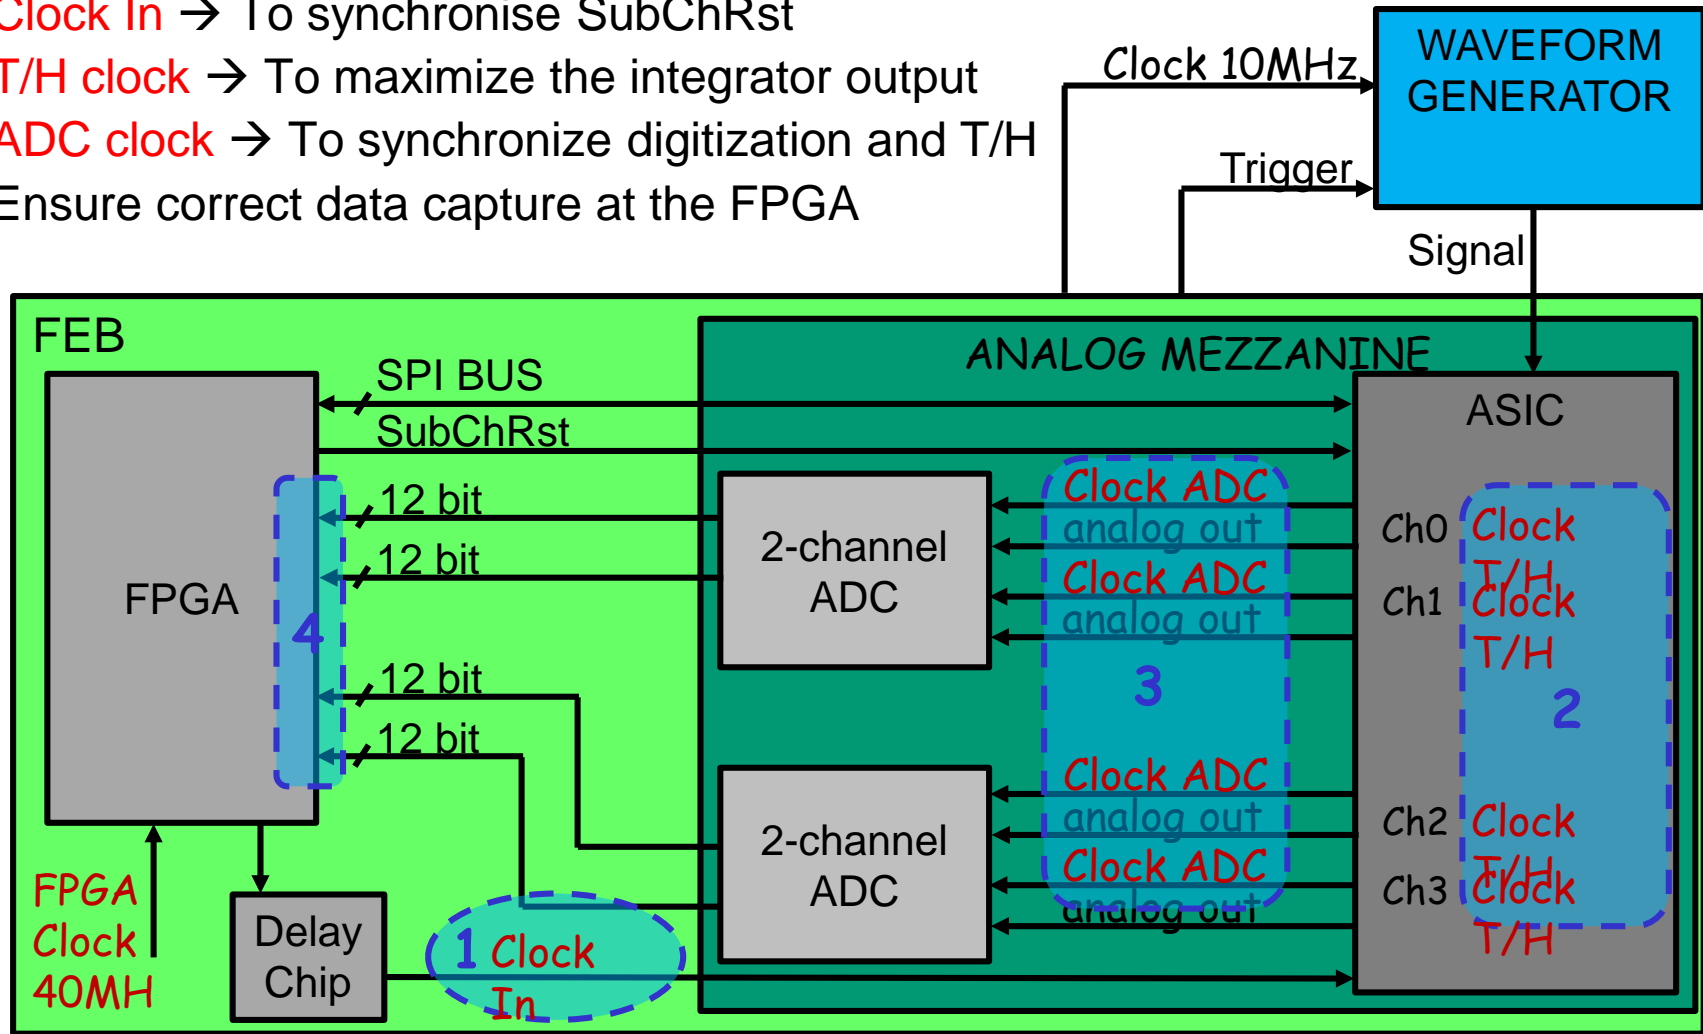 Clock In → To synchronise SubChRst
T/H clock → To maximize the integrator output
ADC clock → To synchronize digitization and T/H
Ensure correct data capture at the FPGA
Clock 10MHz
Trigger
WAVEFORM
GENERATOR
Signal
FEB
ANALOG MEZZANINE
SPI BUS
SubChRst
12 bit
12 bit
12 bit
12 bit
FPGA
4
2-channel
ADC
2-channel
ADC
Clock ADC
analog out
Clock ADC
analog out
3
Clock ADC
analog out
Clock ADC
analog out
ASIC
Ch0
Clock
T/H
Ch1
Clock
T/H
2
Ch2
Clock
T/H
Ch3
Clock
T/H
FPGA
Clock
40MH
Delay
Chip
1 Clock
In